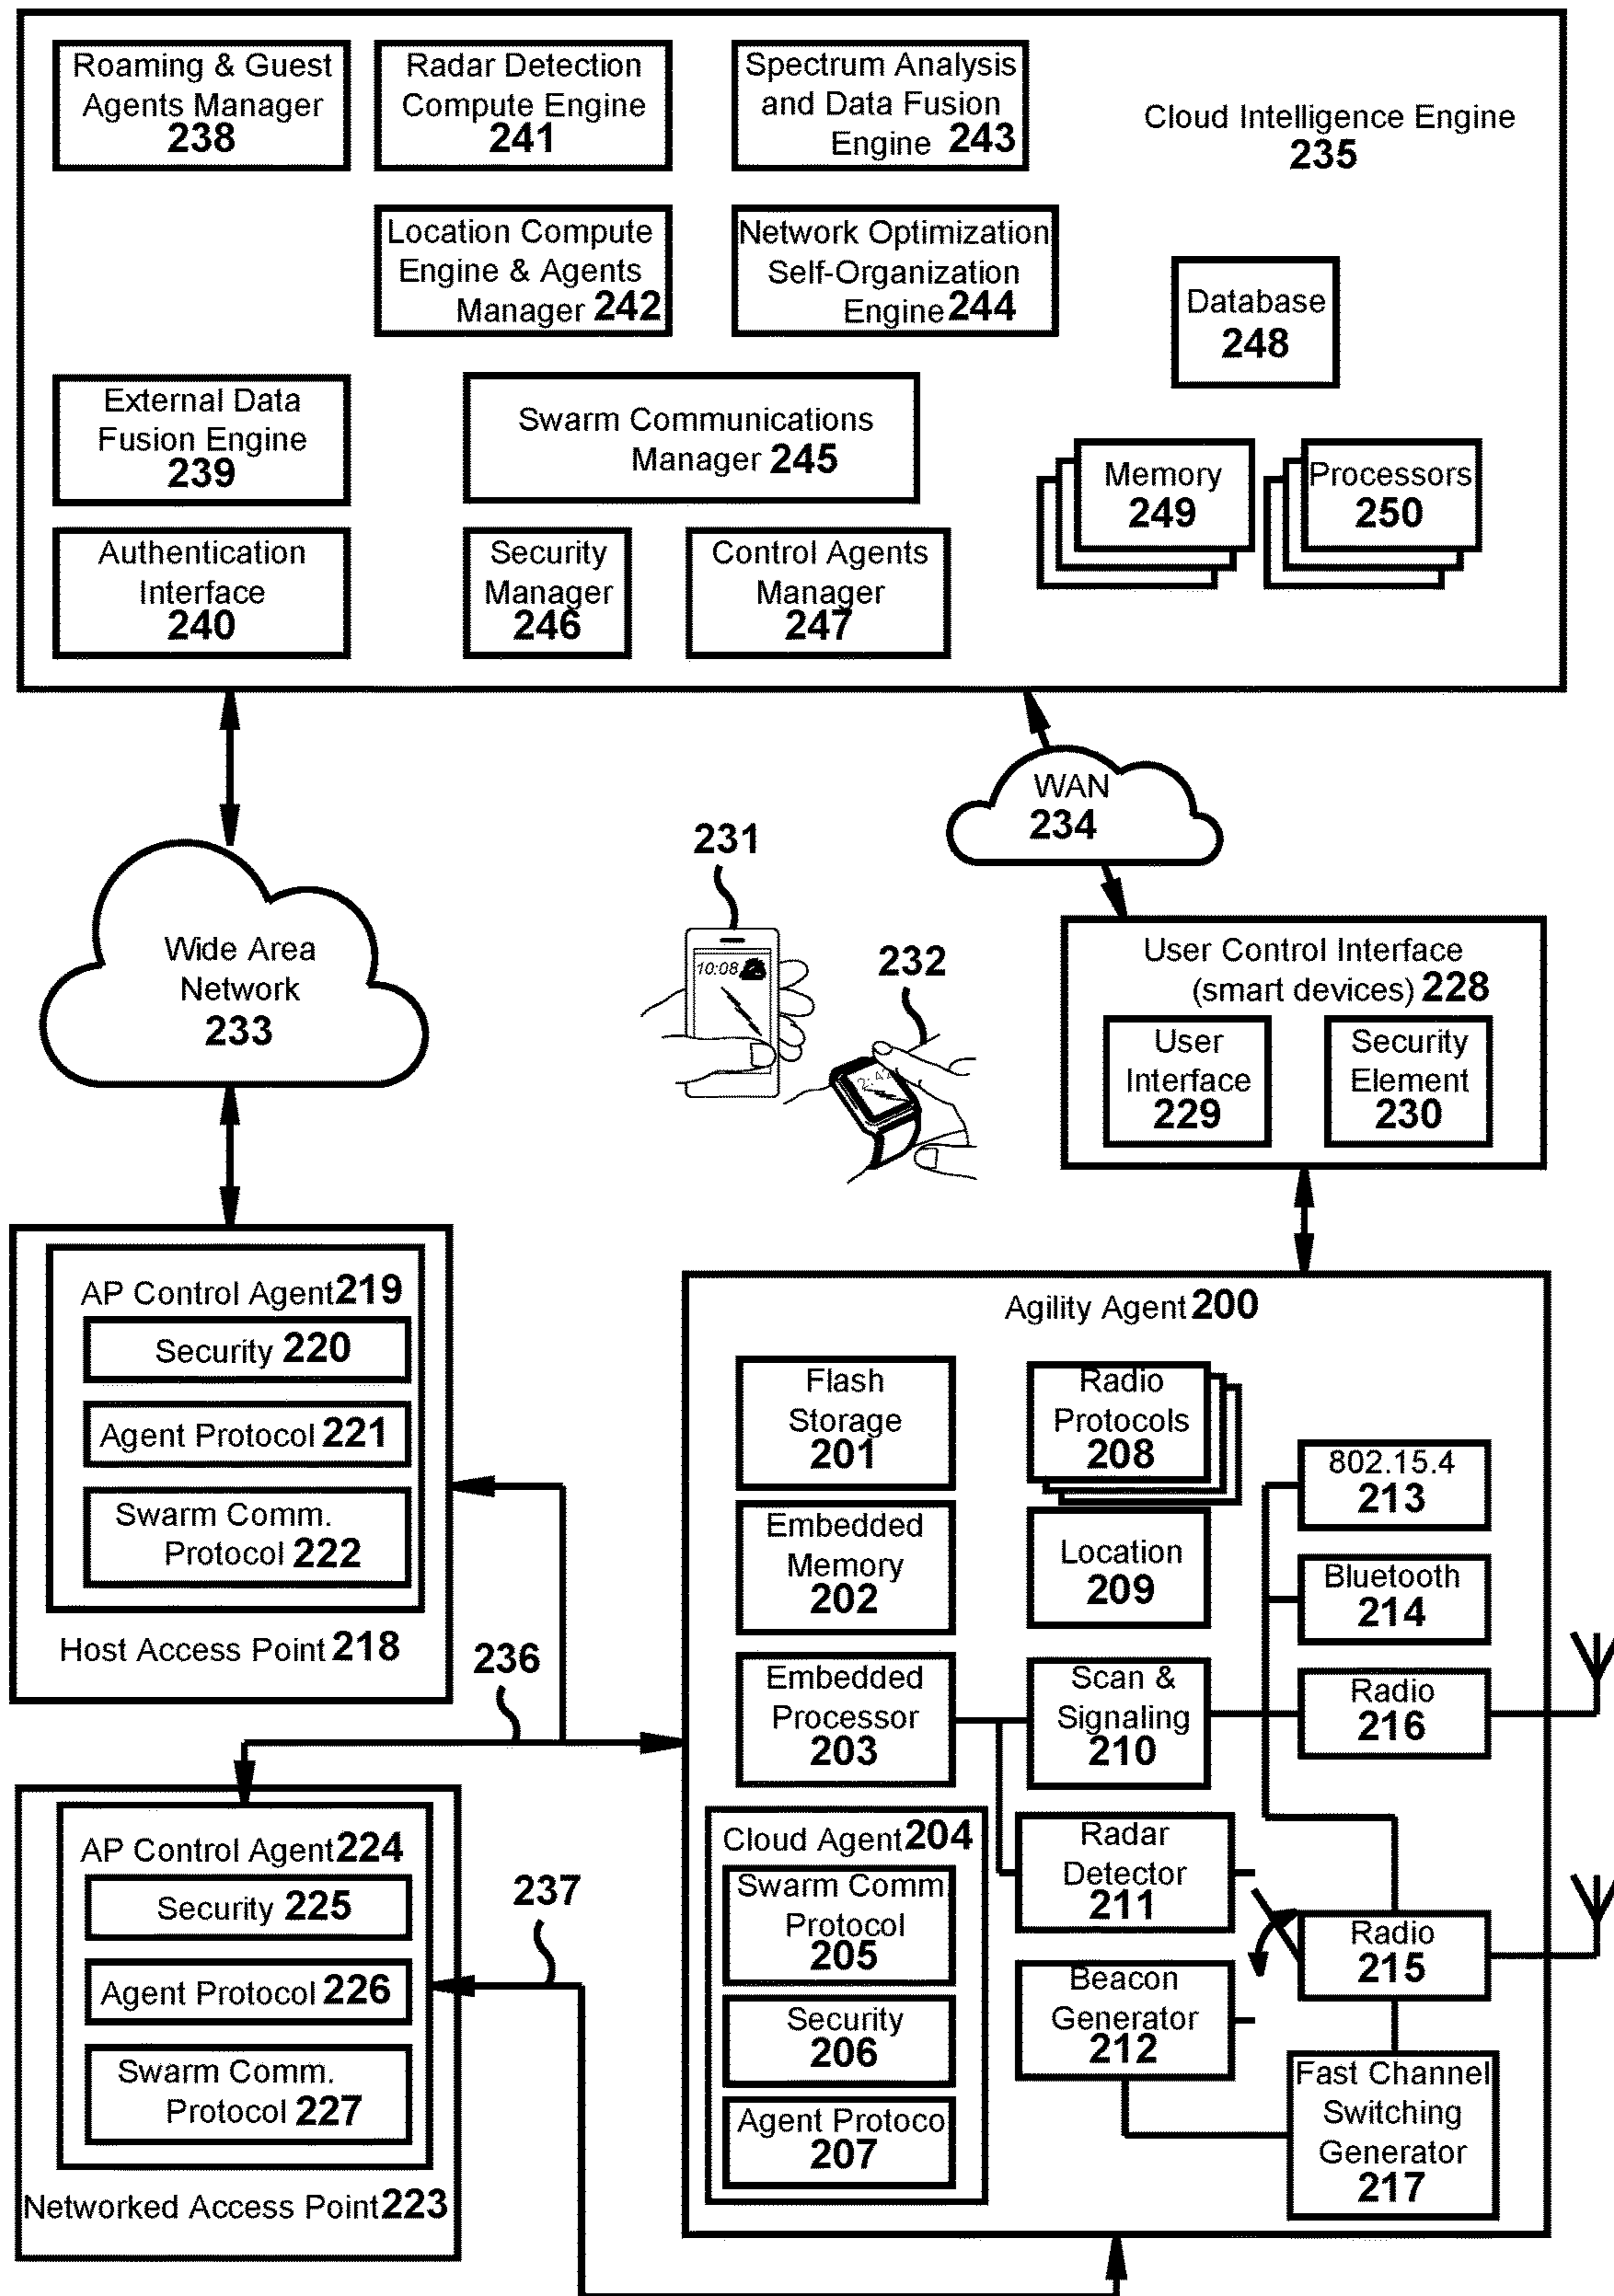 Roaming & Guest
Agents Manager
238
Radar Detection
Compute Engine
241
Spectrum Analysis
and Data Fusion
Engine 243
Cloud Intelligence Engine
235
Location Compute
Engine & Agents
Manager 242
Network Optimization
Self-Organization
Engine 244
Database
248
External Data
Fusion Engine
239
Swarm Communications
Manager 245
Memory
249
Processors
250
Authentication
Interface
240
Security
Manager
246
Control Agents
Manager
247
WAN
234
231
Wide Area
Network
233
10:08
232
2:42
User Control Interface
(smart devices) 228
User
Interface
229
Security
Element
230
AP Control Agent 219
Security 220
Agent Protocol 221
Swarm Comm.
Protocol 222
Host Access Point 218
236
Agility Agent 200
Flash
Storage
201
Radio
Protocols
208
802.15.4
213
Embedded
Memory
202
Location
209
Bluetooth
214
Embedded
Processor
203
Scan &
Signaling
210
Radio
216
Cloud Agent 204
Swarm Comm
Protocol
205
Security
206
Agent Protoco
207
Radar
Detector
211
Radio
215
Beacon
Generator
212
Fast Channel
Switching
Generator
217
AP Control Agent 224
Security 225
Agent Protocol 226
Swarm Comm.
Protocol 227
Networked Access Point 223
237